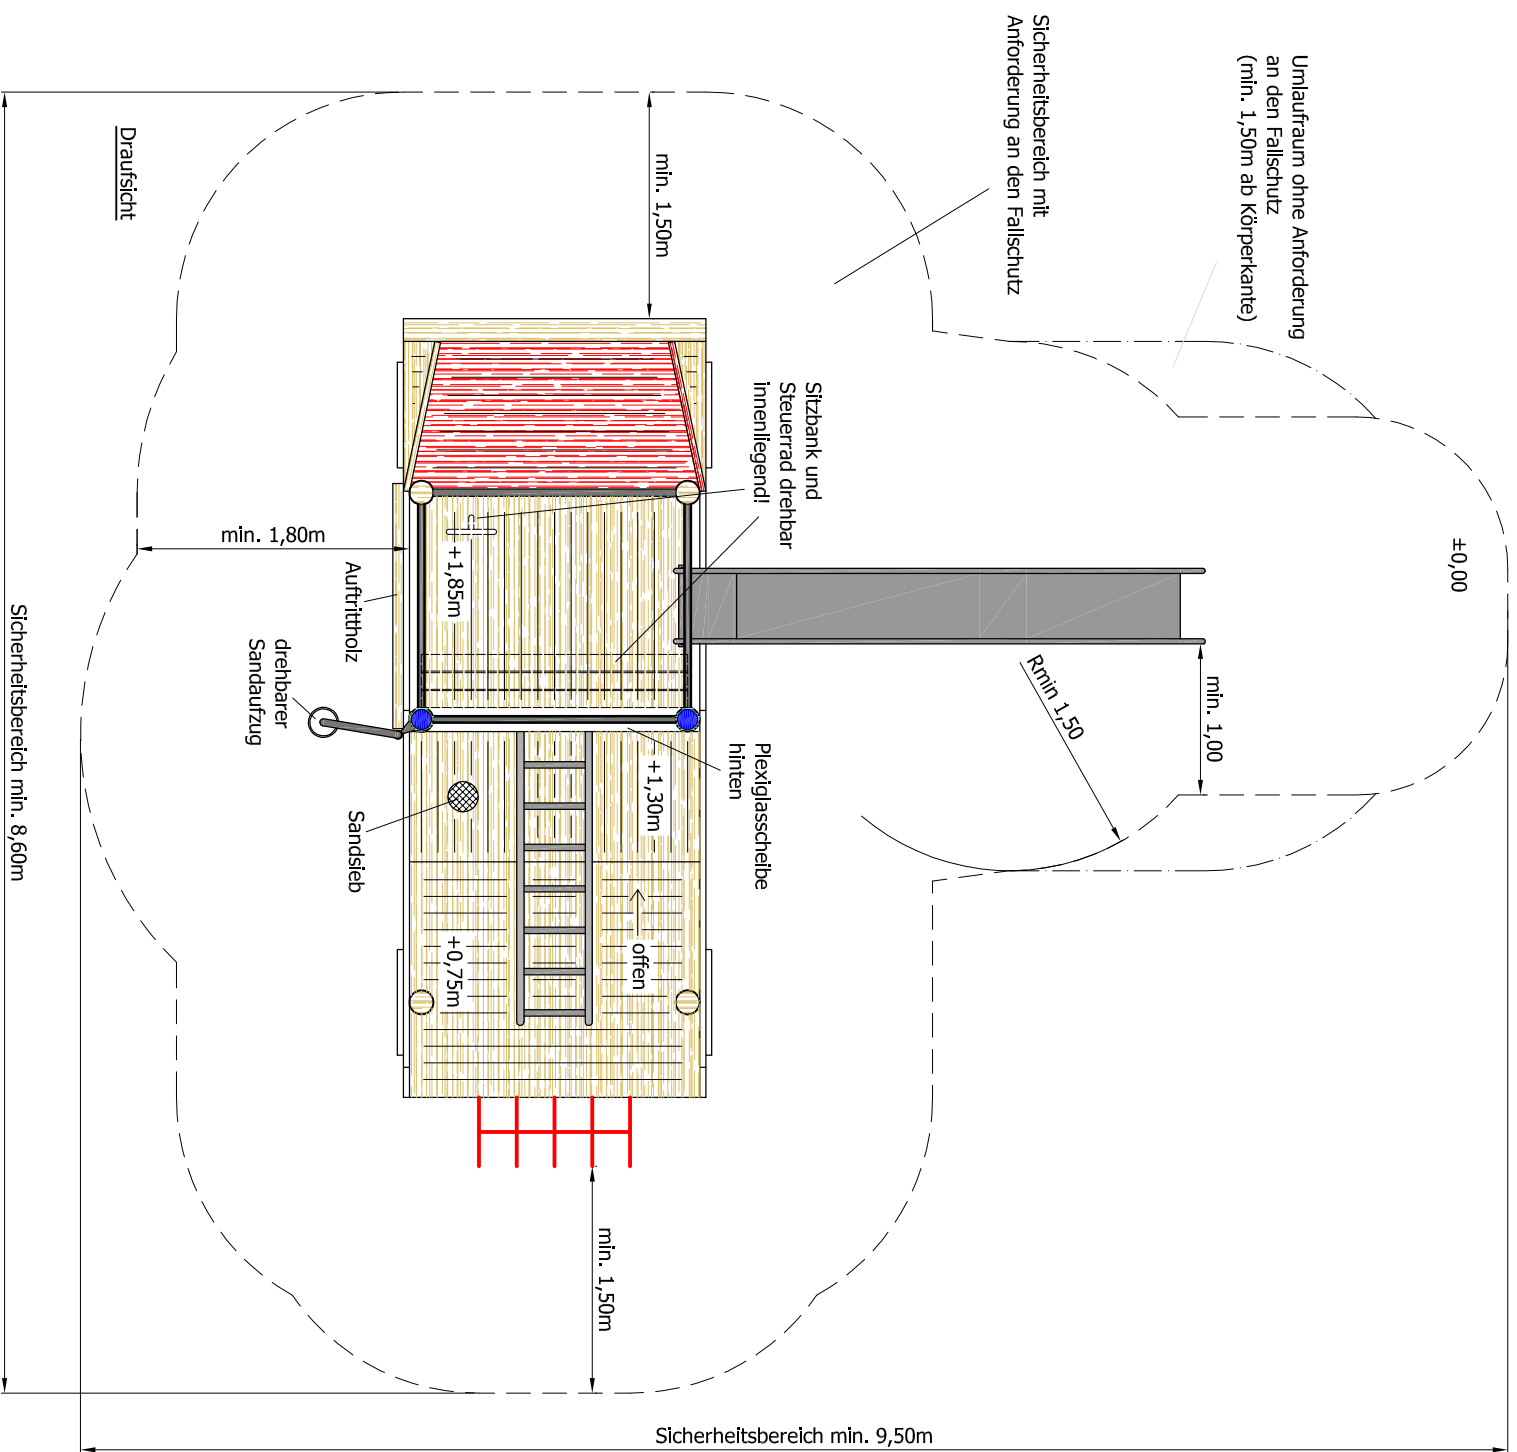 Umlaufraum ohne Anforderung
an den Fallschutz
(min. 1,50m ab Körperkante)
Sicherheitsbereich mit
Anforderung an den Fallschutz
±0,00
min. 1,50m
Sitzbank und
Steuerrad drehbar
innenliegend!
min. 1,00
Rmin 1,50
Plexiglasscheibe
hinten
+1,30m
offen
+1,85m
+0,75m
min. 1,80m
Auftrittholz
drehbarer
Sandaufzug
Sandsieb
min. 1,50m
Draufsicht
Sicherheitsbereich min. 8,60m
Sicherheitsbereich min. 9,50m